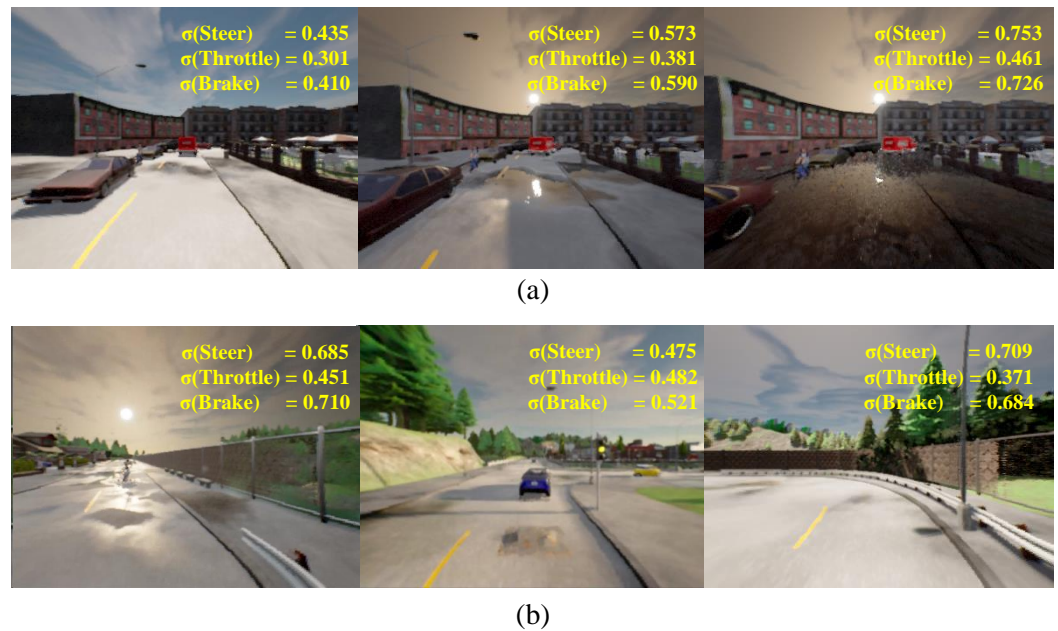 σ(Steer) = 0.435
σ(Throttle) = 0.301
σ(Brake) = 0.410
σ(Steer) = 0.573
σ(Throttle) = 0.381
σ(Brake) = 0.590
σ(Steer) = 0.753
σ(Throttle) = 0.461
σ(Brake) = 0.726
(a)
σ(Steer) = 0.685
σ(Throttle) = 0.451
σ(Brake) = 0.710
σ(Steer) = 0.475
σ(Throttle) = 0.482
σ(Brake) = 0.521
σ(Steer) = 0.709
σ(Throttle) = 0.371
σ(Brake) = 0.684
(b)